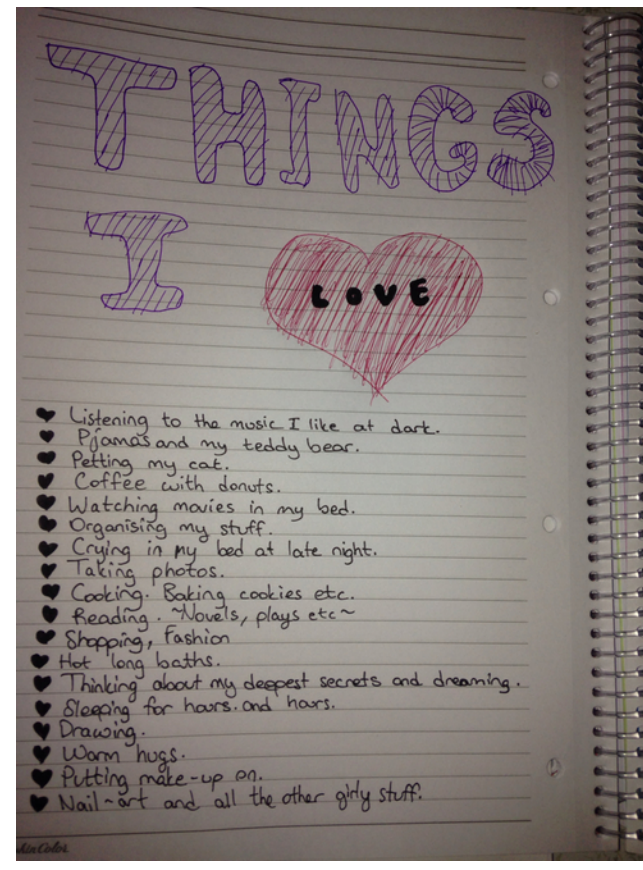 THINGS
I LOVE
Listening to the music I like at dark.
Pjamas and my teddy bear.
Petting my cat.
Coffee with donuts.
Watching movies in my bed.
Organising my stuff.
Crying in my bed at late night.
Taking photos.
Cooking. Baking cookies etc.
Reading. ~Novels, plays etc~
Shopping, Fashion
Hot long baths.
Thinking about my deepest secrets and dreaming.
Sleeping for hours. and hours.
Drawing.
Warm hugs.
Putting make-up on.
Nail-art and all the other girly stuff.